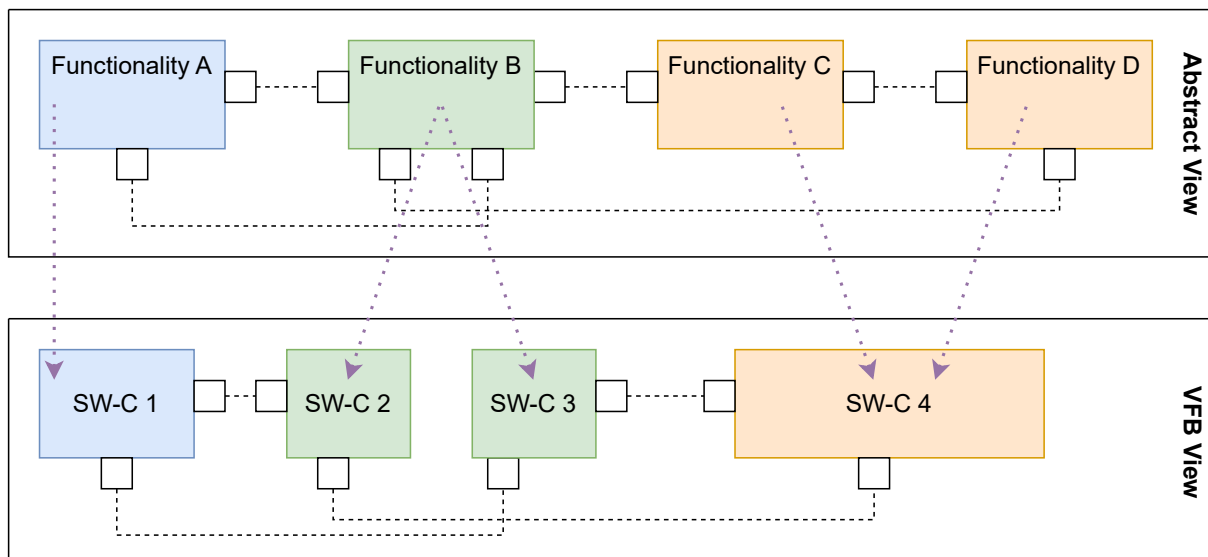 Functionality A
Functionality B
Functionality C
Functionality D
Abstract View
SW-C 1
SW-C 2
SW-C 3
SW-C 4
VFB View